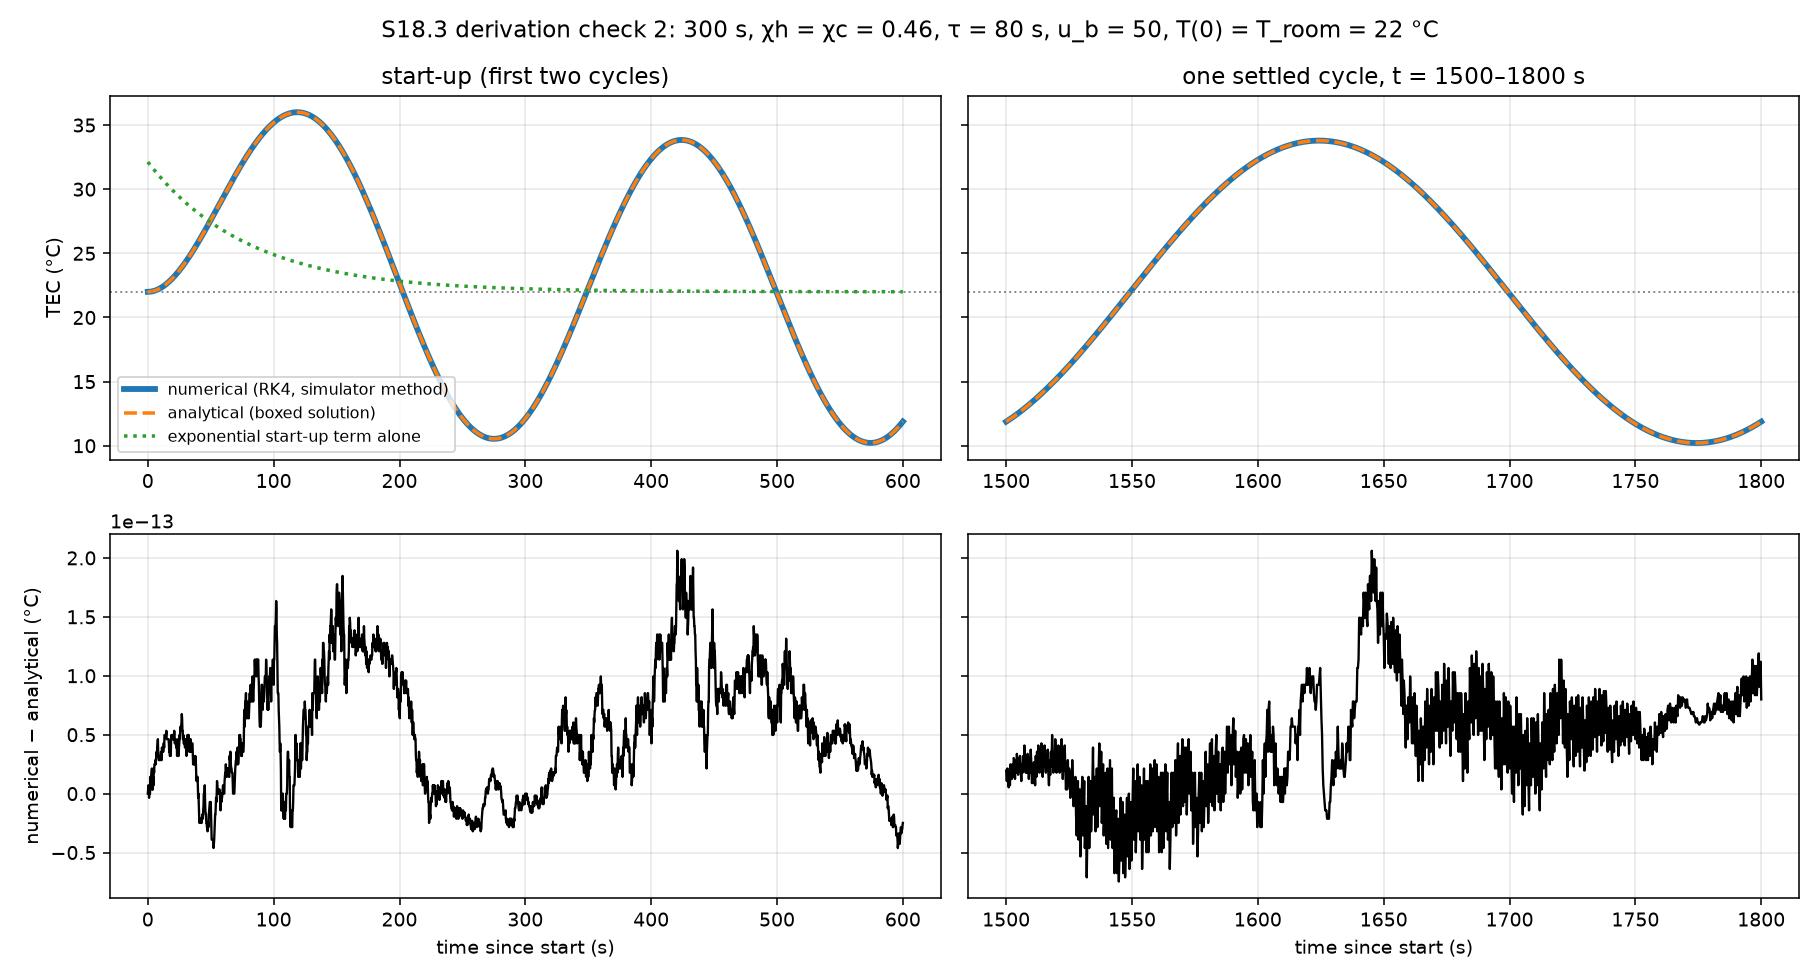 S18.3 derivation check 2: 300 s, χh = χc = 0.46, τ = 80 s, u_b = 50, T(0) = T_room = 22 °C
start-up (first two cycles)
one settled cycle, t = 1500–1800 s
TEC (°C)
35
30
25
20
15
10
numerical (RK4, simulator method)
analytical (boxed solution)
exponential start-up term alone
0 100 200 300 400 500 600
1500 1550 1600 1650 1700 1750 1800
1e−13
numerical − analytical (°C)
2.0
1.5
1.0
0.5
0.0
−0.5
0 100 200 300 400 500 600
1500 1550 1600 1650 1700 1750 1800
time since start (s)
time since start (s)